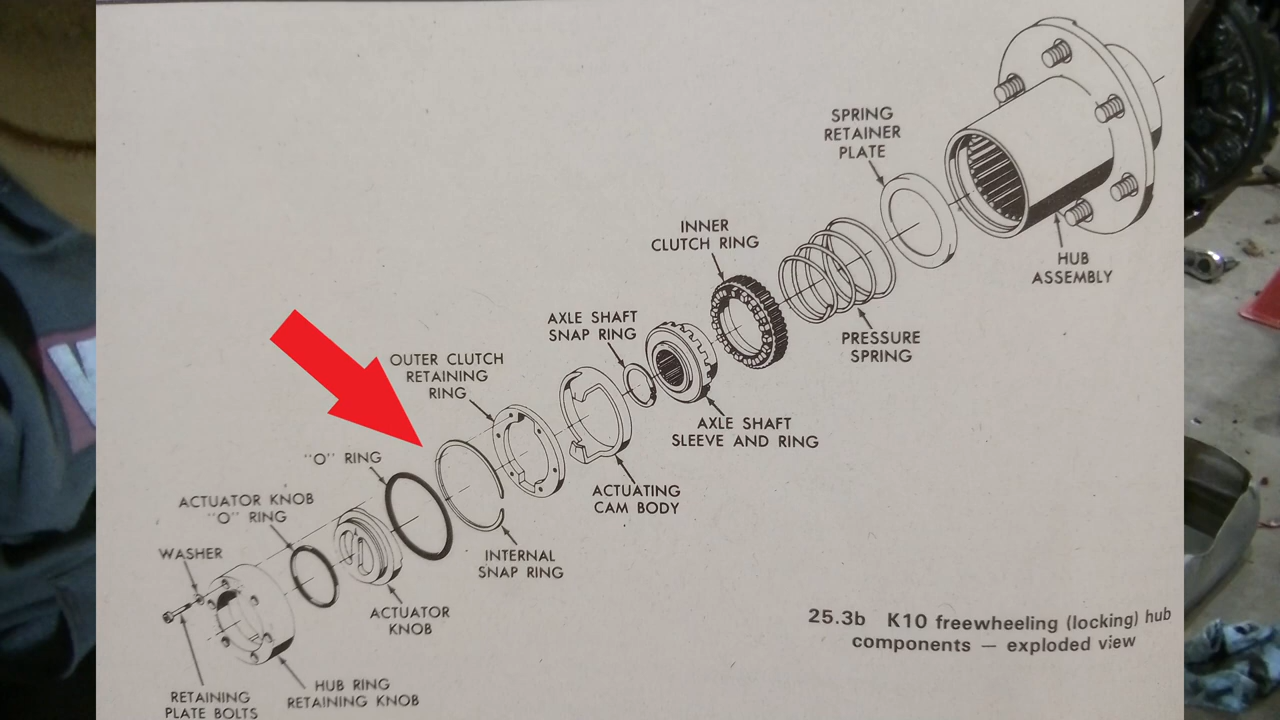 SPRING
RETAINER
PLATE
INNER
CLUTCH RING
HUB
ASSEMBLY
AXLE SHAFT
SNAP RING
PRESSURE
SPRING
OUTER CLUTCH
RETAINING
RING
AXLE SHAFT
SLEEVE AND RING
"O" RING
ACTUATING
CAM BODY
ACTUATOR KNOB
"O" RING
WASHER
INTERNAL
SNAP RING
ACTUATOR
KNOB
25.3b K10 freewheeling (locking) hub
components — exploded view
HUB RING
RETAINING KNOB
RETAINING
PLATE BOLTS